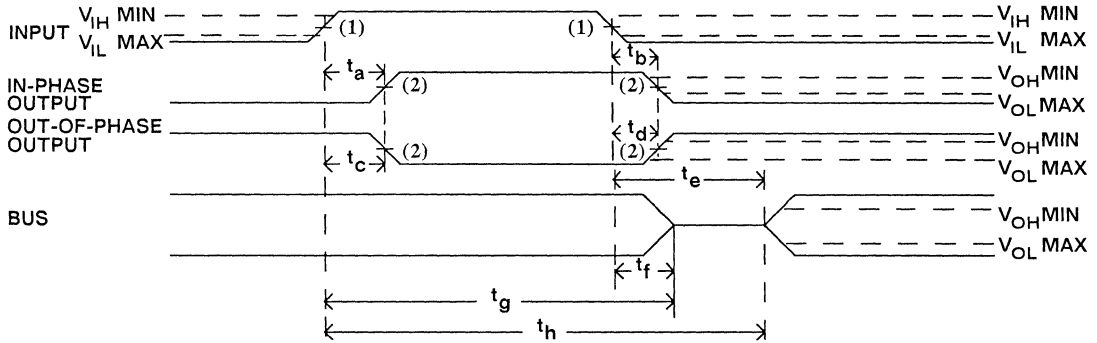 INPUT
V_IH MIN
V_IL MAX
(1)
(1)
V_IH MIN
V_IL MAX
t_a
t_b
IN-PHASE
OUTPUT
(2)
(2)
V_OH MIN
V_OL MAX
OUT-OF-PHASE
OUTPUT
t_c
(2)
t_d
(2)
V_OH MIN
V_OL MAX
t_e
BUS
V_OH MIN
V_OL MAX
t_f
t_g
t_h